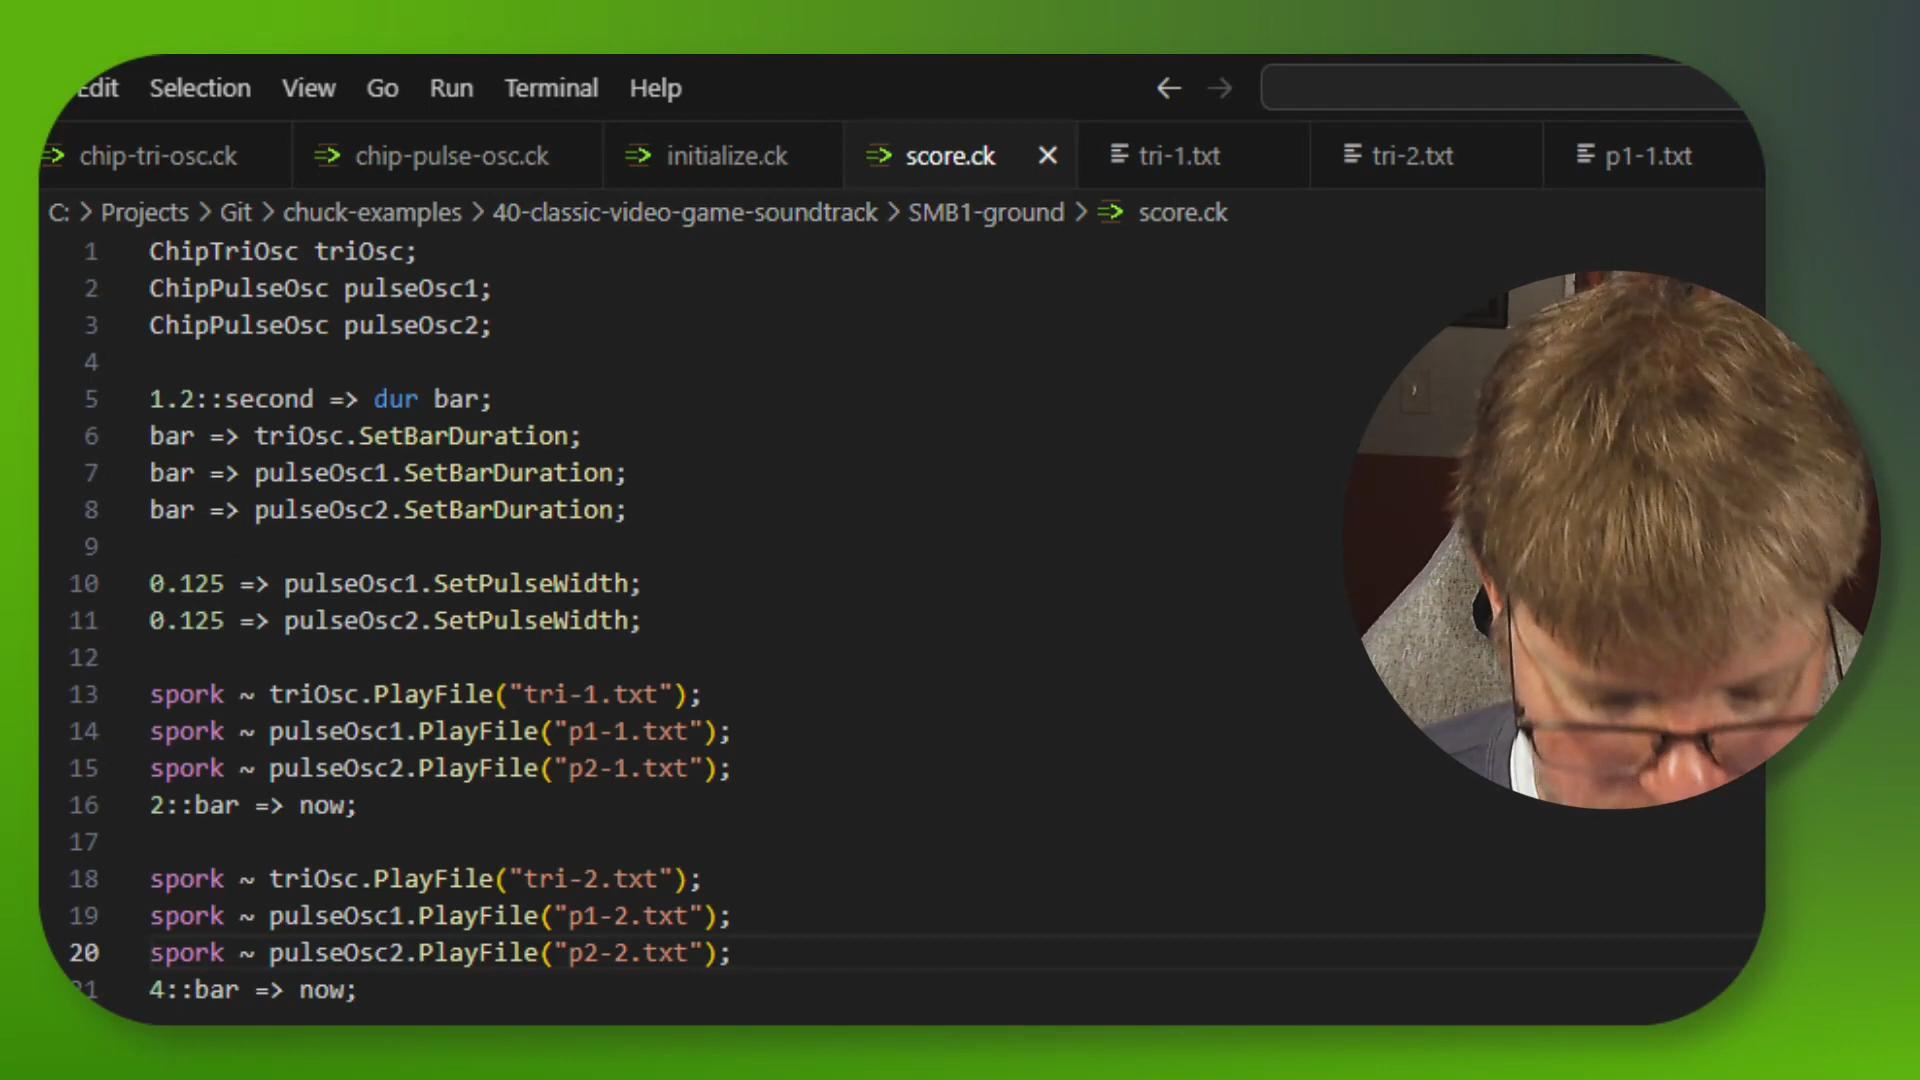 Edit Selection View Go Run Terminal Help
chip-tri-osc.ck chip-pulse-osc.ck initialize.ck score.ck tri-1.txt tri-2.txt p1-1.txt
C: > Projects > Git > chuck-examples > 40-classic-video-game-soundtrack > SMB1-ground > score.ck
1 ChipTriOsc triOsc;
2 ChipPulseOsc pulseOsc1;
3 ChipPulseOsc pulseOsc2;
4
5 1.2::second => dur bar;
6 bar => triOsc.SetBarDuration;
7 bar => pulseOsc1.SetBarDuration;
8 bar => pulseOsc2.SetBarDuration;
9
10 0.125 => pulseOsc1.SetPulseWidth;
11 0.125 => pulseOsc2.SetPulseWidth;
12
13 spork ~ triOsc.PlayFile("tri-1.txt");
14 spork ~ pulseOsc1.PlayFile("p1-1.txt");
15 spork ~ pulseOsc2.PlayFile("p2-1.txt");
16 2::bar => now;
17
18 spork ~ triOsc.PlayFile("tri-2.txt");
19 spork ~ pulseOsc1.PlayFile("p1-2.txt");
20 spork ~ pulseOsc2.PlayFile("p2-2.txt");
21 4::bar => now;